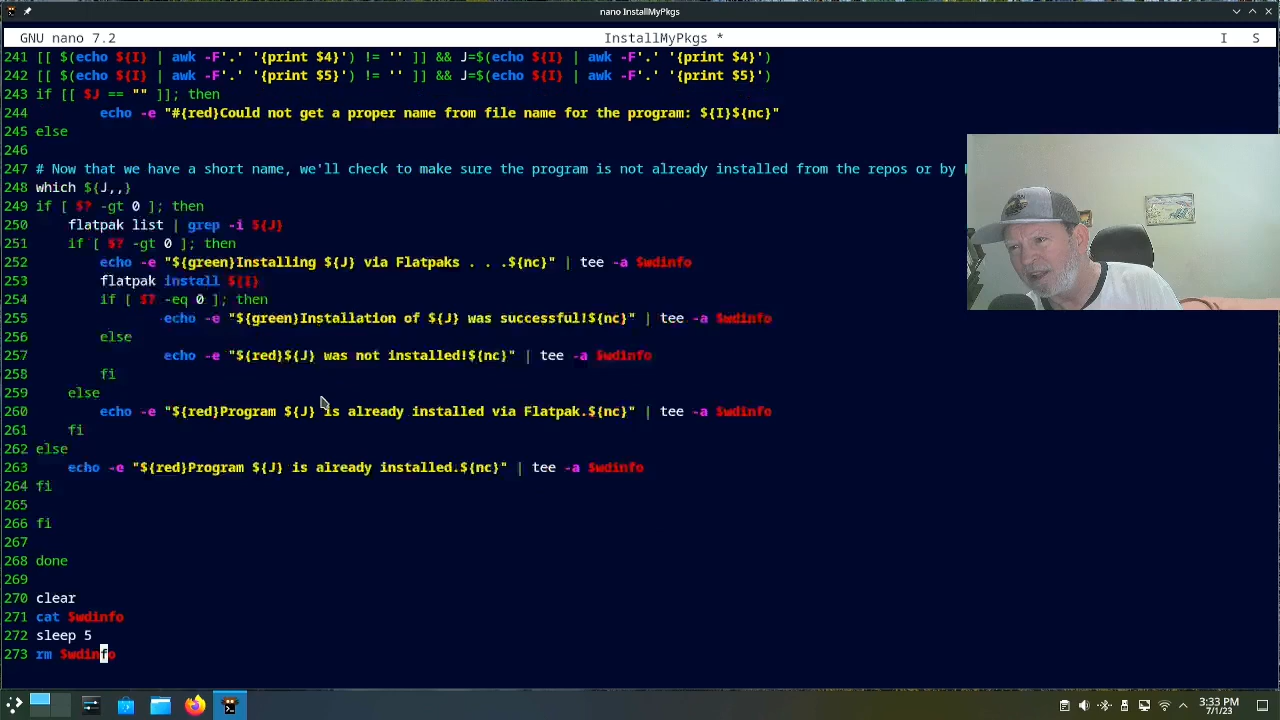 nano InstallMyPkgs
GNU nano 7.2 InstallMyPkgs * I S
241 [[ $(echo ${I} | awk -F'.' '{print $4}') != '' ]] && J=$(echo ${I} | awk -F'.' '{print $4}')
242 [[ $(echo ${I} | awk -F'.' '{print $5}') != '' ]] && J=$(echo ${I} | awk -F'.' '{print $5}')
243 if [[ $J == "" ]]; then
244 echo -e "#{red}Could not get a proper name from file name for the program: ${I}${nc}"
245 else
246
247 # Now that we have a short name, we'll check to make sure the program is not already installed from the repos or by
248 which ${J,,}
249 if [ $? -gt 0 ]; then
250 flatpak list | grep -i ${J}
251 if [ $? -gt 0 ]; then
252 echo -e "${green}Installing ${J} via Flatpaks . . .${nc}" | tee -a $wdinfo
253 flatpak install ${I}
254 if [ $? -eq 0 ]; then
255 echo -e "${green}Installation of ${J} was successful!${nc}" | tee -a $wdinfo
256 else
257 echo -e "${red}${J} was not installed!${nc}" | tee -a $wdinfo
258 fi
259 else
260 echo -e "${red}Program ${J} is already installed via Flatpak.${nc}" | tee -a $wdinfo
261 fi
262 else
263 echo -e "${red}Program ${J} is already installed.${nc}" | tee -a $wdinfo
264 fi
265
266 fi
267
268 done
269
270 clear
271 cat $wdinfo
272 sleep 5
273 rm $wdinfo
3:33 PM
7/1/23